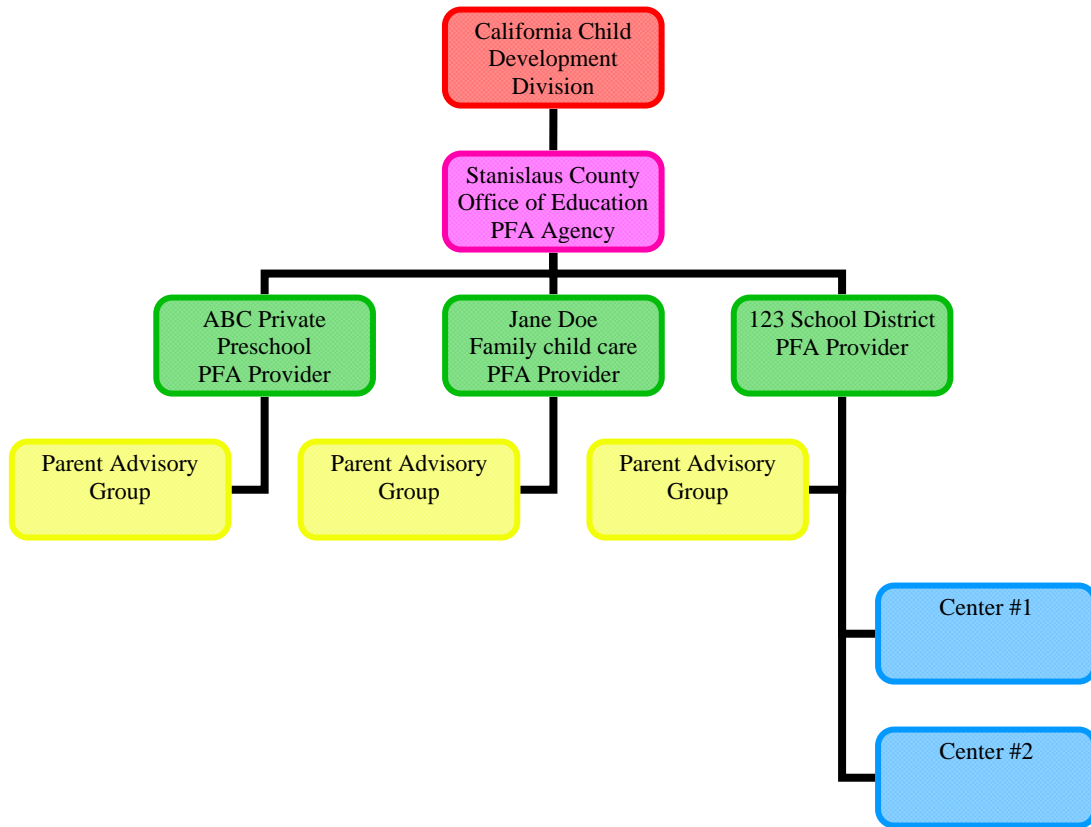 California Child
Development
Division
Stanislaus County
Office of Education
PFA Agency
ABC Private
Preschool
PFA Provider
Jane Doe
Family child care
PFA Provider
123 School District
PFA Provider
Parent Advisory
Group
Parent Advisory
Group
Parent Advisory
Group
Center #1
Center #2